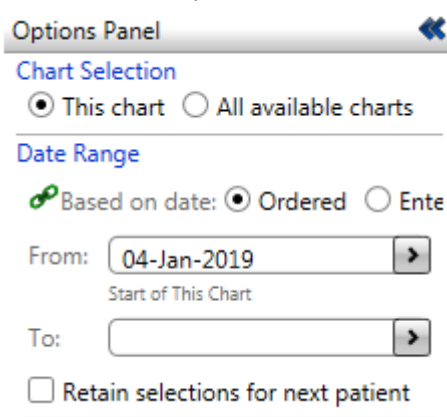 Options Panel
Chart Selection
This chart All available charts
Date Range
Based on date: Ordered Ente
From: 04-Jan-2019
Start of This Chart
To:
Retain selections for next patient